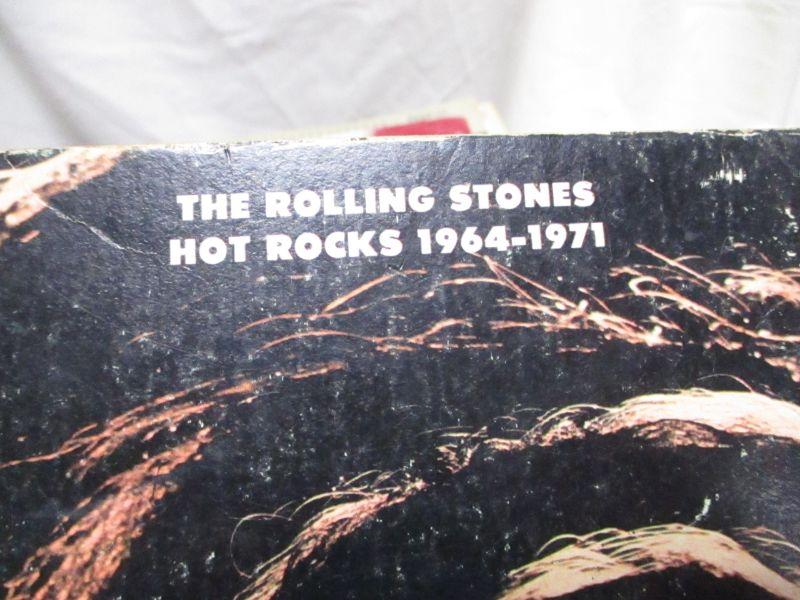 THE ROLLING STONES
HOT ROCKS 1964-1971